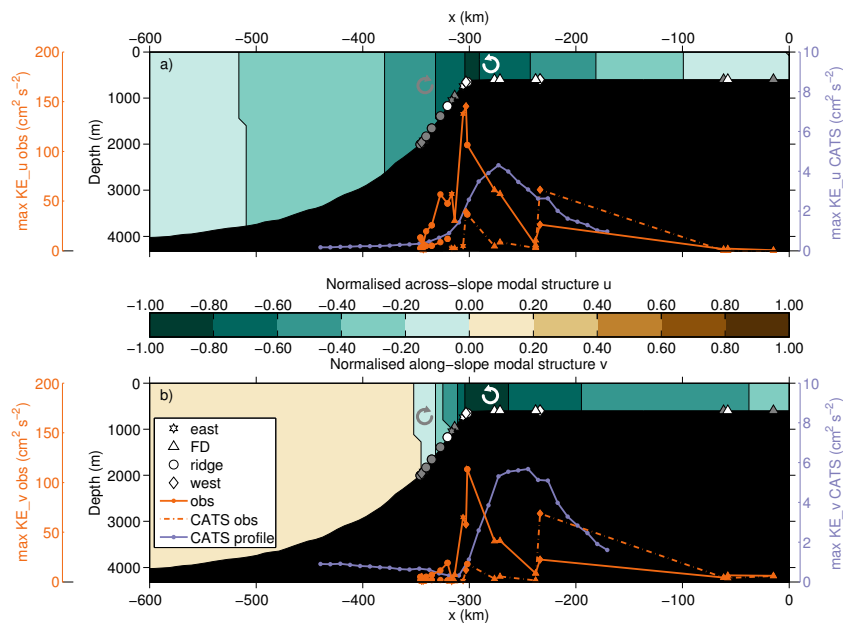 x (km)
−600 −500 −400 −300 −200 −100 0
200 150 100 50 0
max KE_u obs (cm² s⁻²)
0 1000 2000 3000 4000
Depth (m)
a)
10 8 6 4 2 0
max KE_u CATS (cm² s⁻²)
Normalised across−slope modal structure u
−1.00 −0.80 −0.60 −0.40 −0.20 0.00 0.20 0.40 0.60 0.80 1.00
−1.00 −0.80 −0.60 −0.40 −0.20 0.00 0.20 0.40 0.60 0.80 1.00
Normalised along−slope modal structure v
200 150 100 50 0
max KE_v obs (cm² s⁻²)
0 1000 2000 3000 4000
Depth (m)
b)
east
FD
ridge
west
obs
CATS obs
CATS profile
10 8 6 4 2 0
max KE_v CATS (cm² s⁻²)
−600 −500 −400 −300 −200 −100 0
x (km)